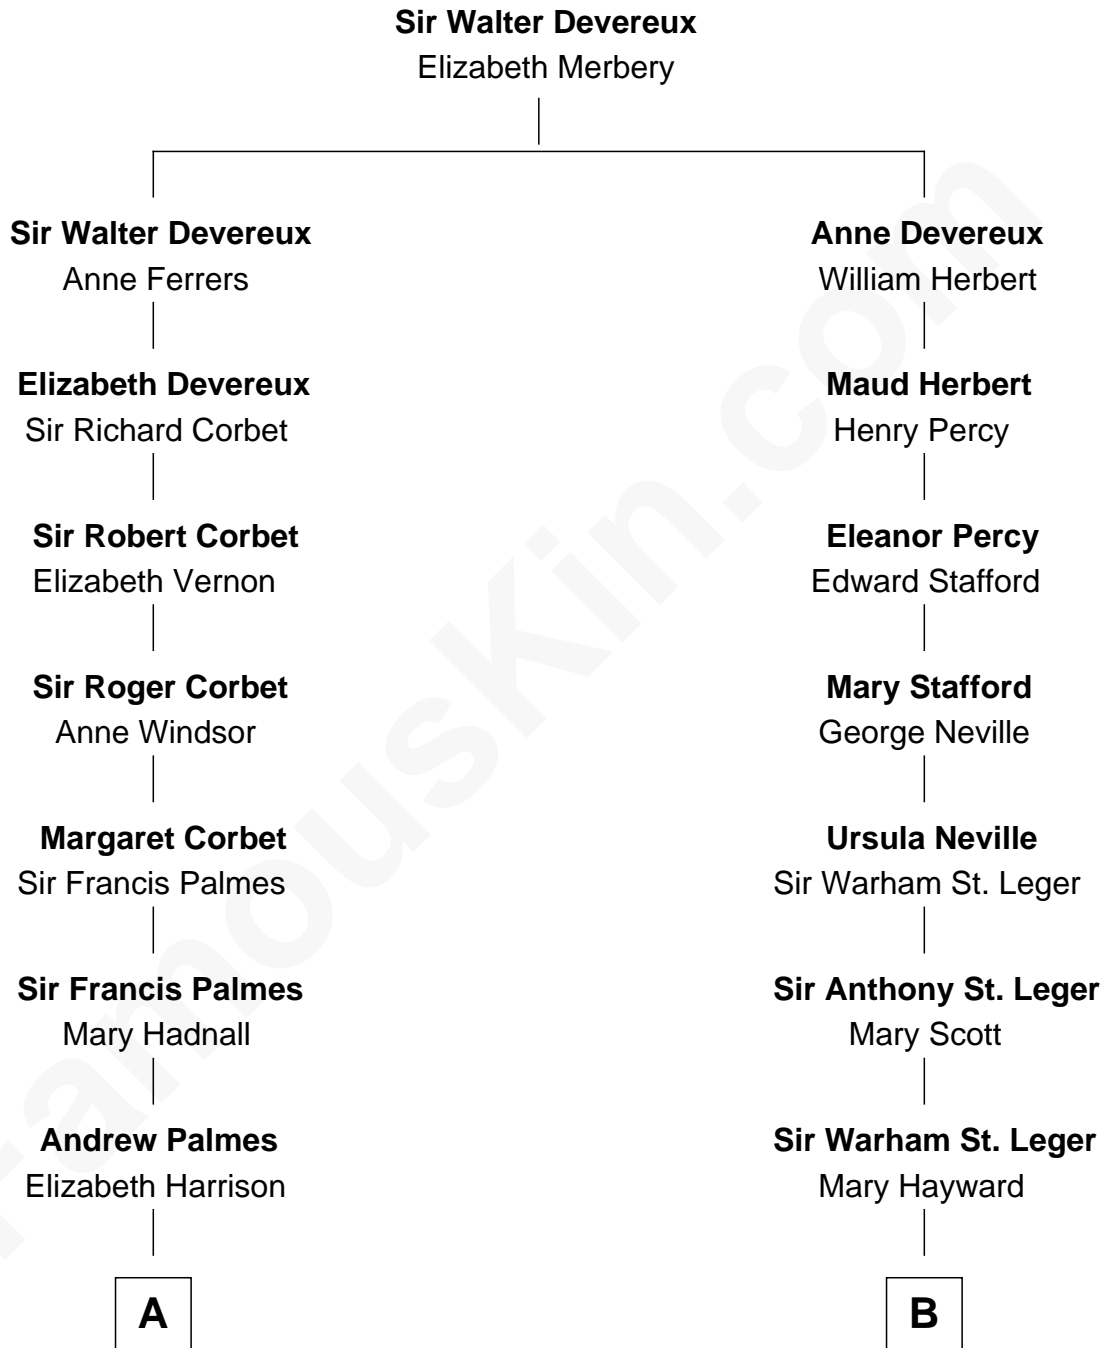 Sir Walter Devereux
Elizabeth Merbery
Sir Walter Devereux
Anne Ferrers
Elizabeth Devereux
Sir Richard Corbet
Sir Robert Corbet
Elizabeth Vernon
Sir Roger Corbet
Anne Windsor
Margaret Corbet
Sir Francis Palmes
Sir Francis Palmes
Mary Hadnall
Andrew Palmes
Elizabeth Harrison
A
Anne Devereux
William Herbert
Maud Herbert
Henry Percy
Eleanor Percy
Edward Stafford
Mary Stafford
George Neville
Ursula Neville
Sir Warham St. Leger
Sir Anthony St. Leger
Mary Scott
Sir Warham St. Leger
Mary Hayward
B
FamousKin.com